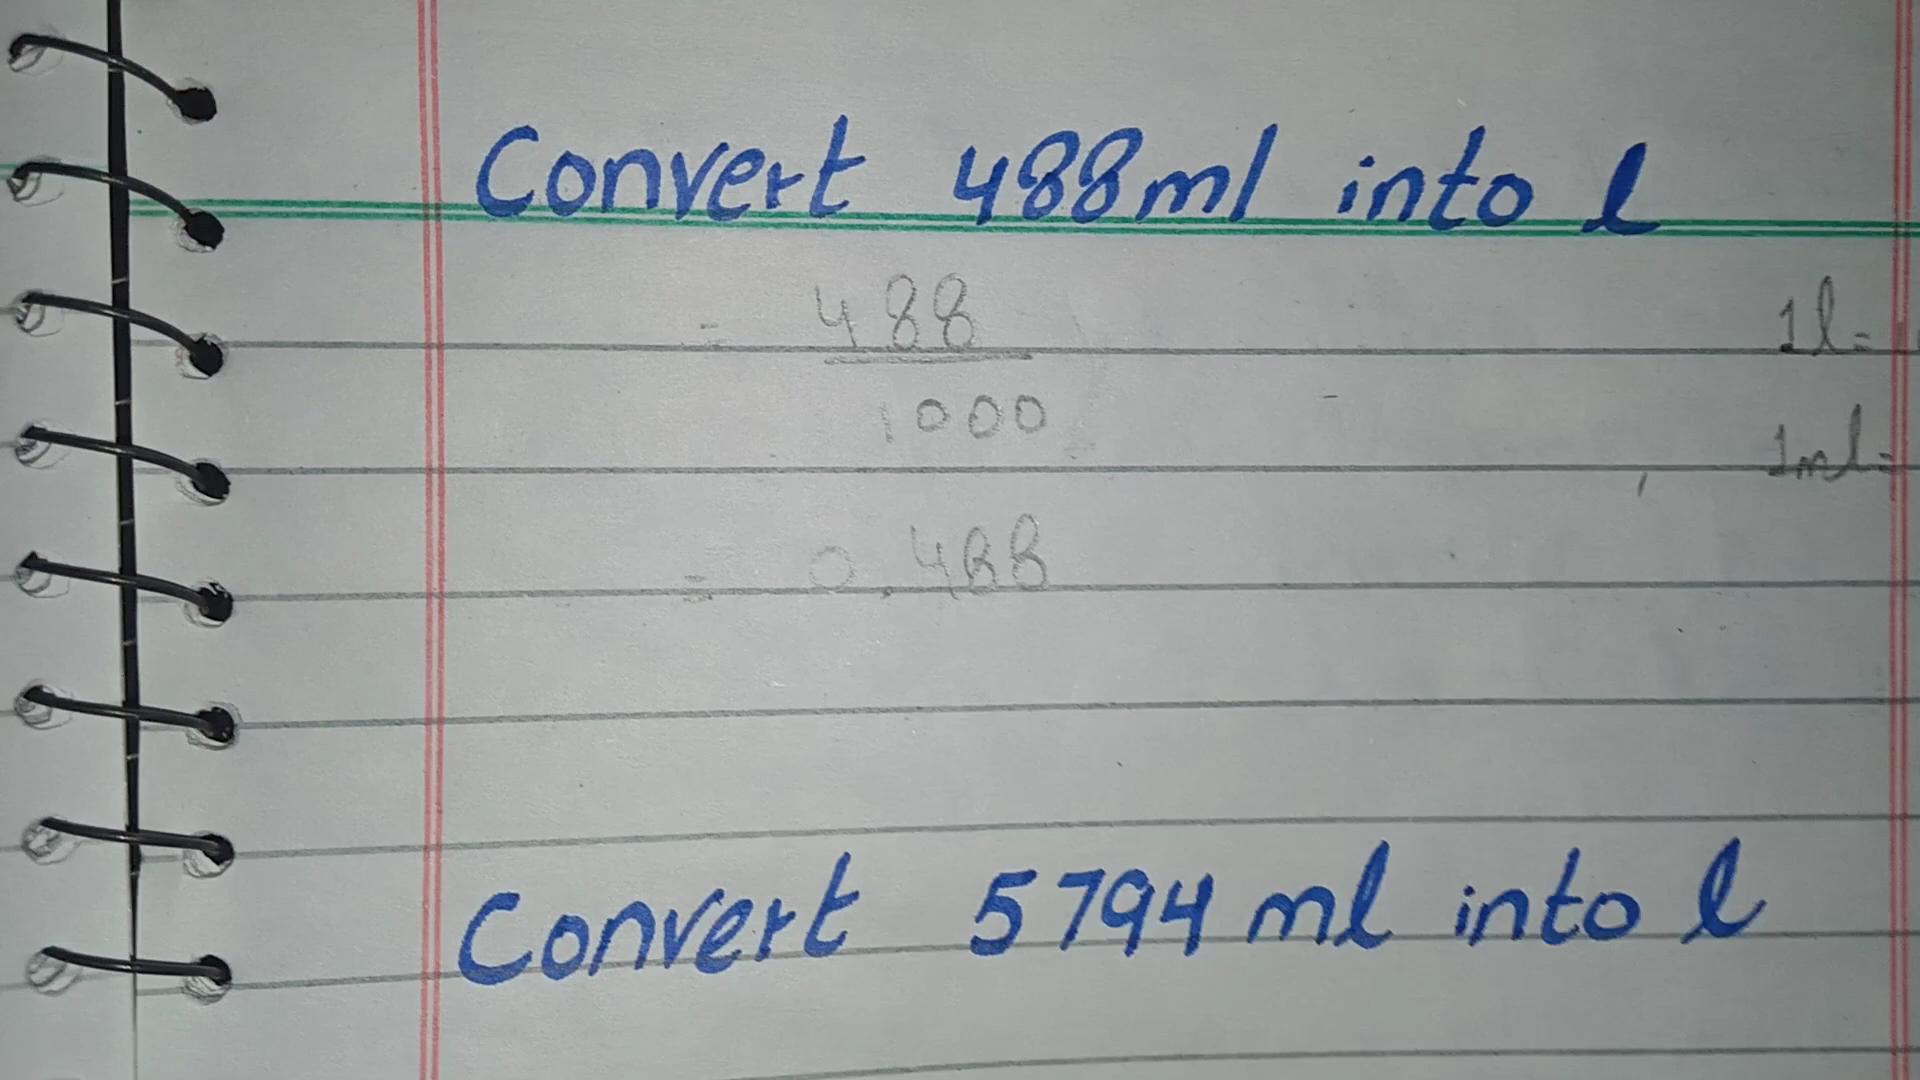 Convert 488ml into l
= 488
1l=
1000
1ml=
= 0.488
Convert 5794 ml into l